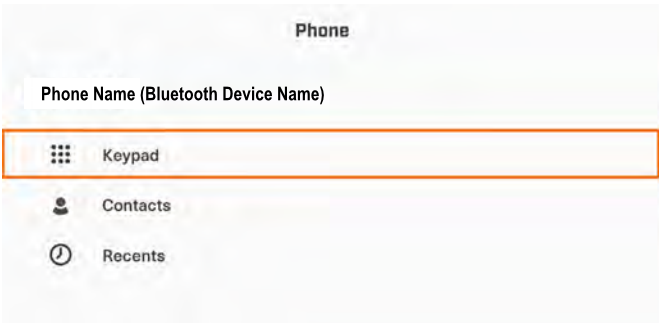 Phone
Phone Name (Bluetooth Device Name)
Keypad
Contacts
Recents